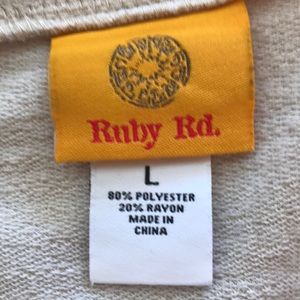 Ruby Rd.
L
80% POLYESTER
20% RAYON
MADE IN
CHINA